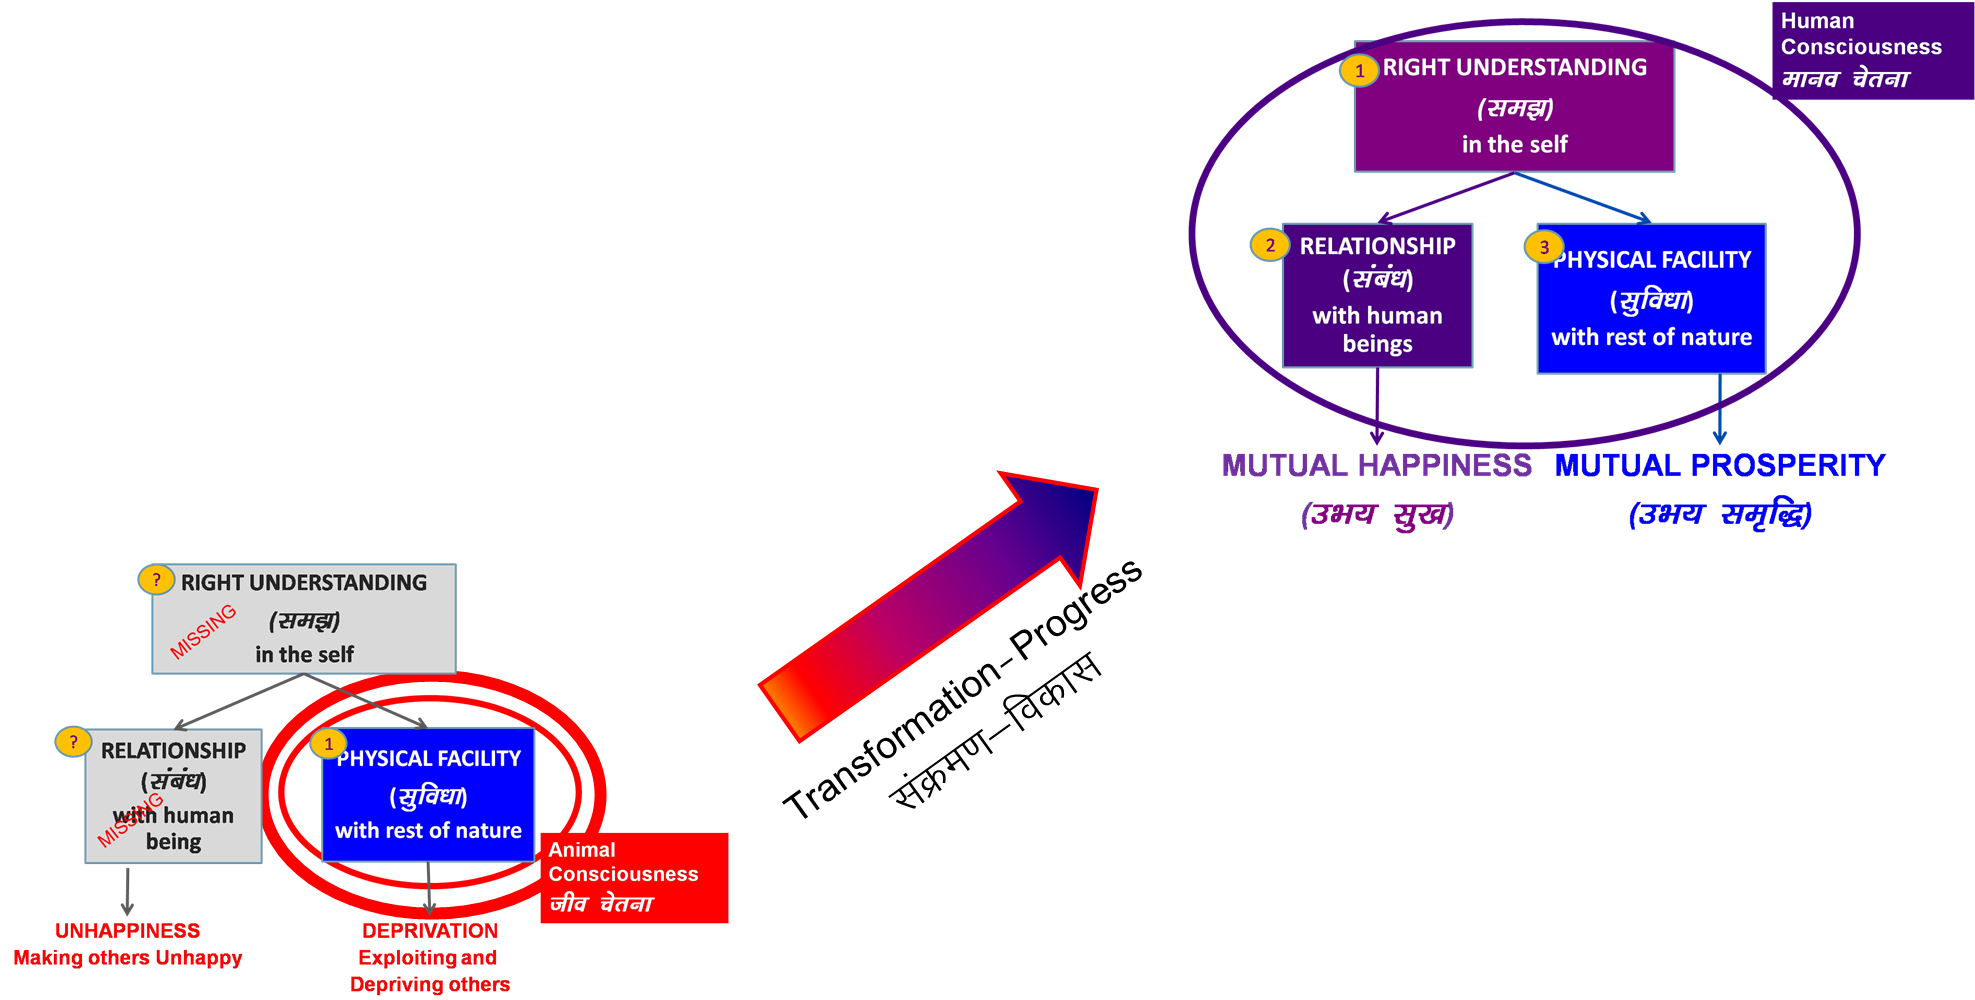 Human
Consciousness
मानव चेतना
1
RIGHT UNDERSTANDING
(समझ)
in the self
2
RELATIONSHIP
(संबंध)
with human
beings
3
PHYSICAL FACILITY
(सुविधा)
with rest of nature
MUTUAL HAPPINESS
(उभय सुख)
MUTUAL PROSPERITY
(उभय समृद्धि)
Transformation–Progress
संक्रमण–विकास
?
RIGHT UNDERSTANDING
(समझ)
in the self
MISSING
?
RELATIONSHIP
(संबंध)
with human
being
MISSING
1
PHYSICAL FACILITY
(सुविधा)
with rest of nature
Animal
Consciousness
जीव चेतना
UNHAPPINESS
Making others Unhappy
DEPRIVATION
Exploiting and
Depriving others